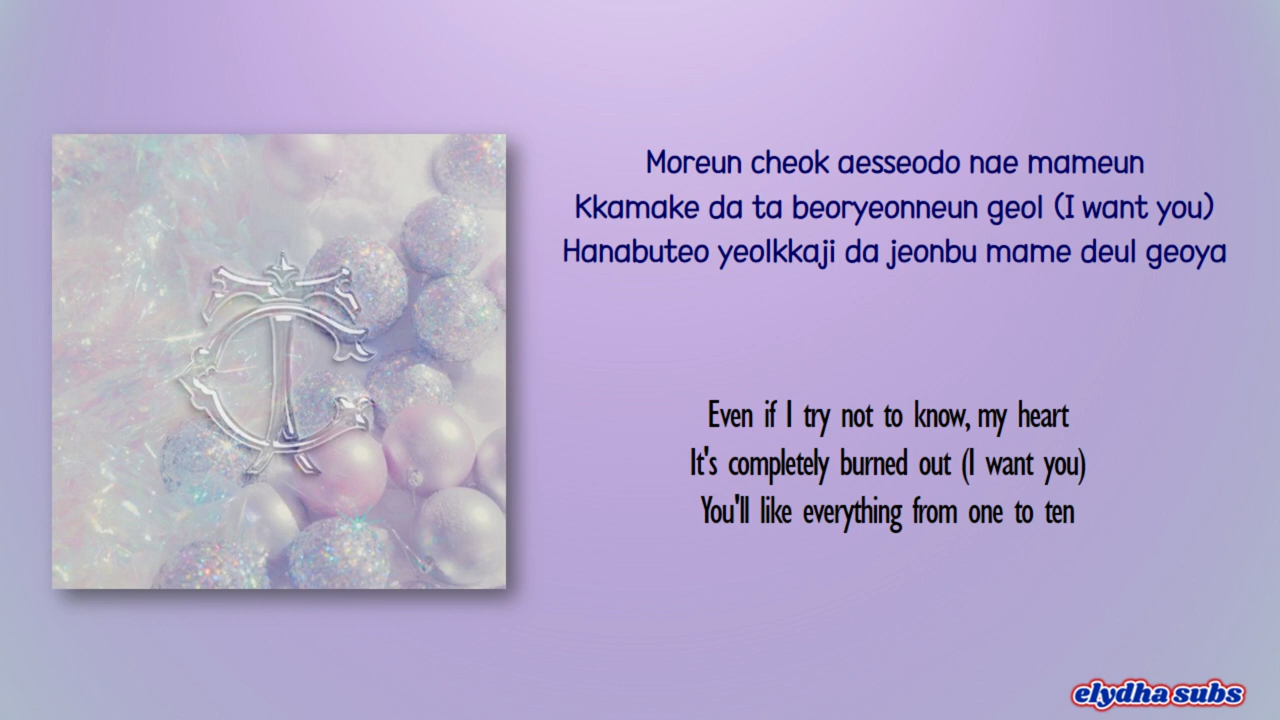 Moreun cheok aesseodo nae mameun
Kkamake da ta beoryeonneun geol (I want you)
Hanabuteo yeolkkaji da jeonbu mame deul geoya
Even if I try not to know, my heart
It's completely burned out (I want you)
You'll like everything from one to ten
elydha subs